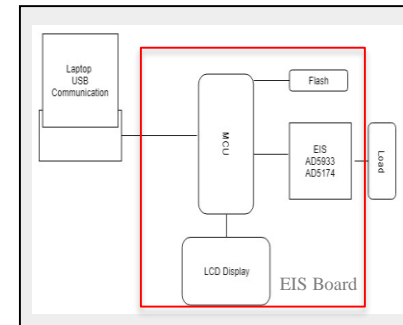 Laptop
USB
Communication
Flash
MCU
EIS
AD5933
AD5174
Load
LCD Display
EIS Board